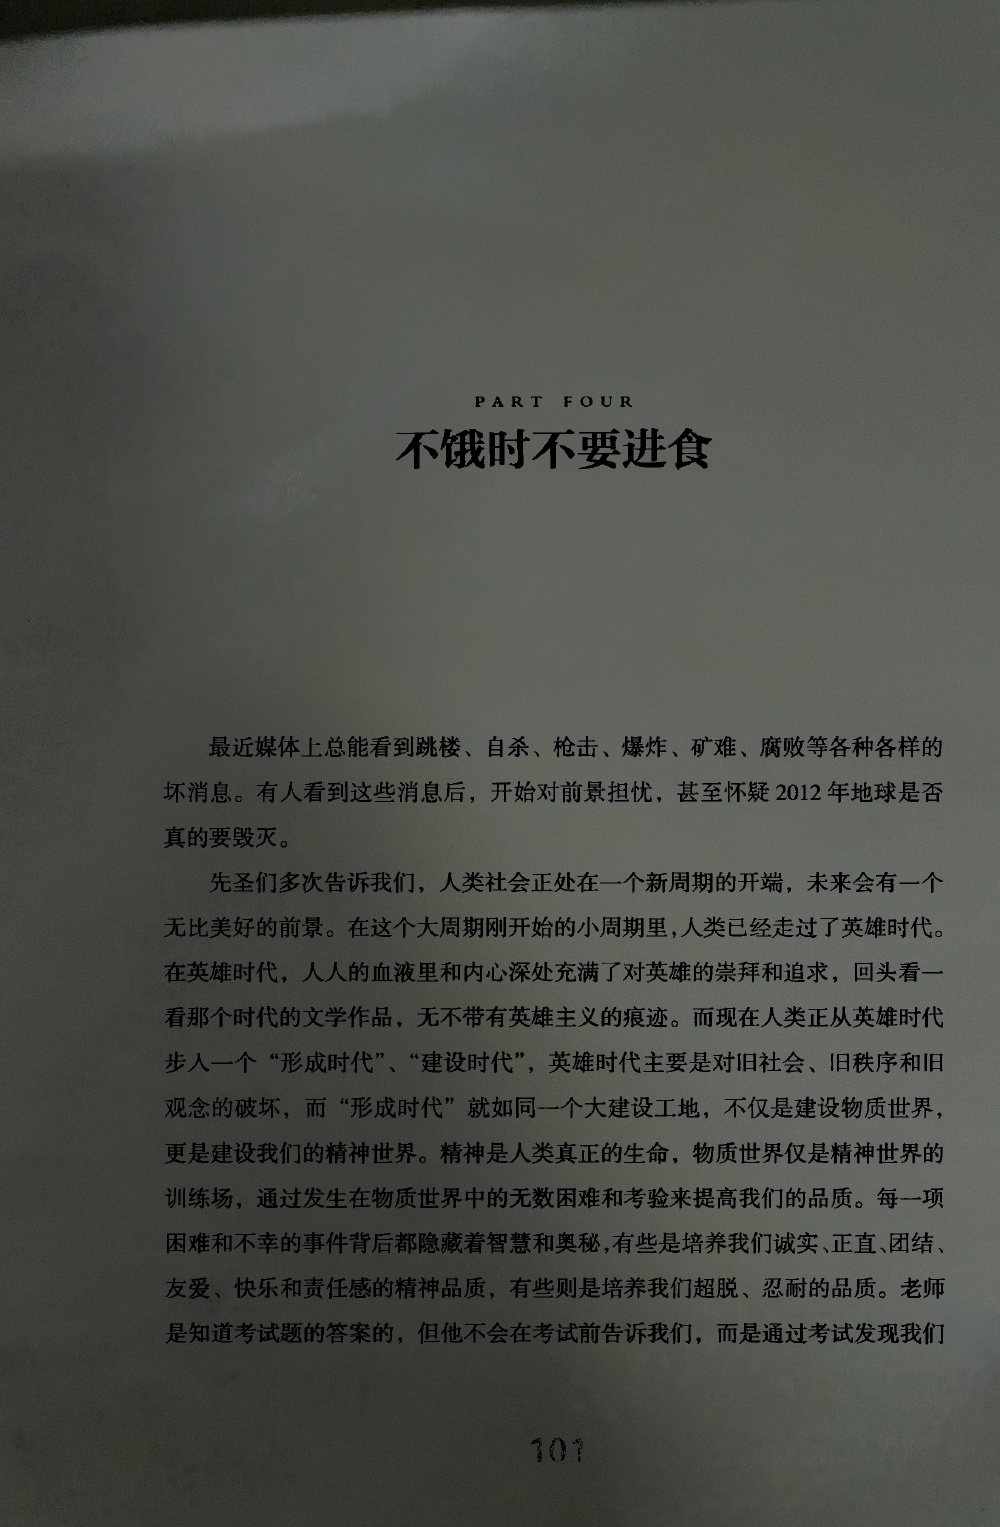 PART FOUR
不饿时不要进食
最近媒体上总能看到跳楼、自杀、枪击、爆炸、矿难、腐败等各种各样的
坏消息。有人看到这些消息后，开始对前景担忧，甚至怀疑 2012 年地球是否
真的要毁灭。
先圣们多次告诉我们，人类社会正处在一个新周期的开端，未来会有一个
无比美好的前景。在这个大周期刚开始的小周期里，人类已经走过了英雄时代。
在英雄时代，人人的血液里和内心深处充满了对英雄的崇拜和追求，回头看一
看那个时代的文学作品，无不带有英雄主义的痕迹。而现在人类正从英雄时代
步入一个“形成时代”、“建设时代”，英雄时代主要是对旧社会、旧秩序和旧
观念的破坏，而“形成时代”就如同一个大建设工地，不仅是建设物质世界，
更是建设我们的精神世界。精神是人类真正的生命，物质世界仅是精神世界的
训练场，通过发生在物质世界中的无数困难和考验来提高我们的品质。每一项
困难和不幸的事件背后都隐藏着智慧和奥秘，有些是培养我们诚实、正直、团结、
友爱、快乐和责任感的精神品质，有些则是培养我们超脱、忍耐的品质。老师
是知道考试题的答案的，但他不会在考试前告诉我们，而是通过考试发现我们
101